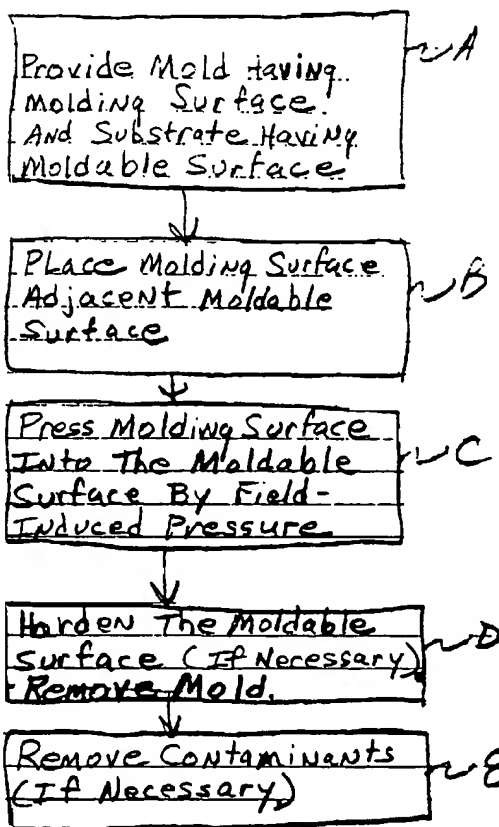 Provide Mold Having
Molding Surface.
And Substrate Having
Moldable Surface
A
Place Molding Surface
Adjacent Moldable
Surface
B
Press Molding Surface
Into The Moldable
Surface By Field-
Induced Pressure
C
Harden The Moldable
Surface (If Necessary).
Remove Mold.
D
Remove Contaminants
(If Necessary)
E